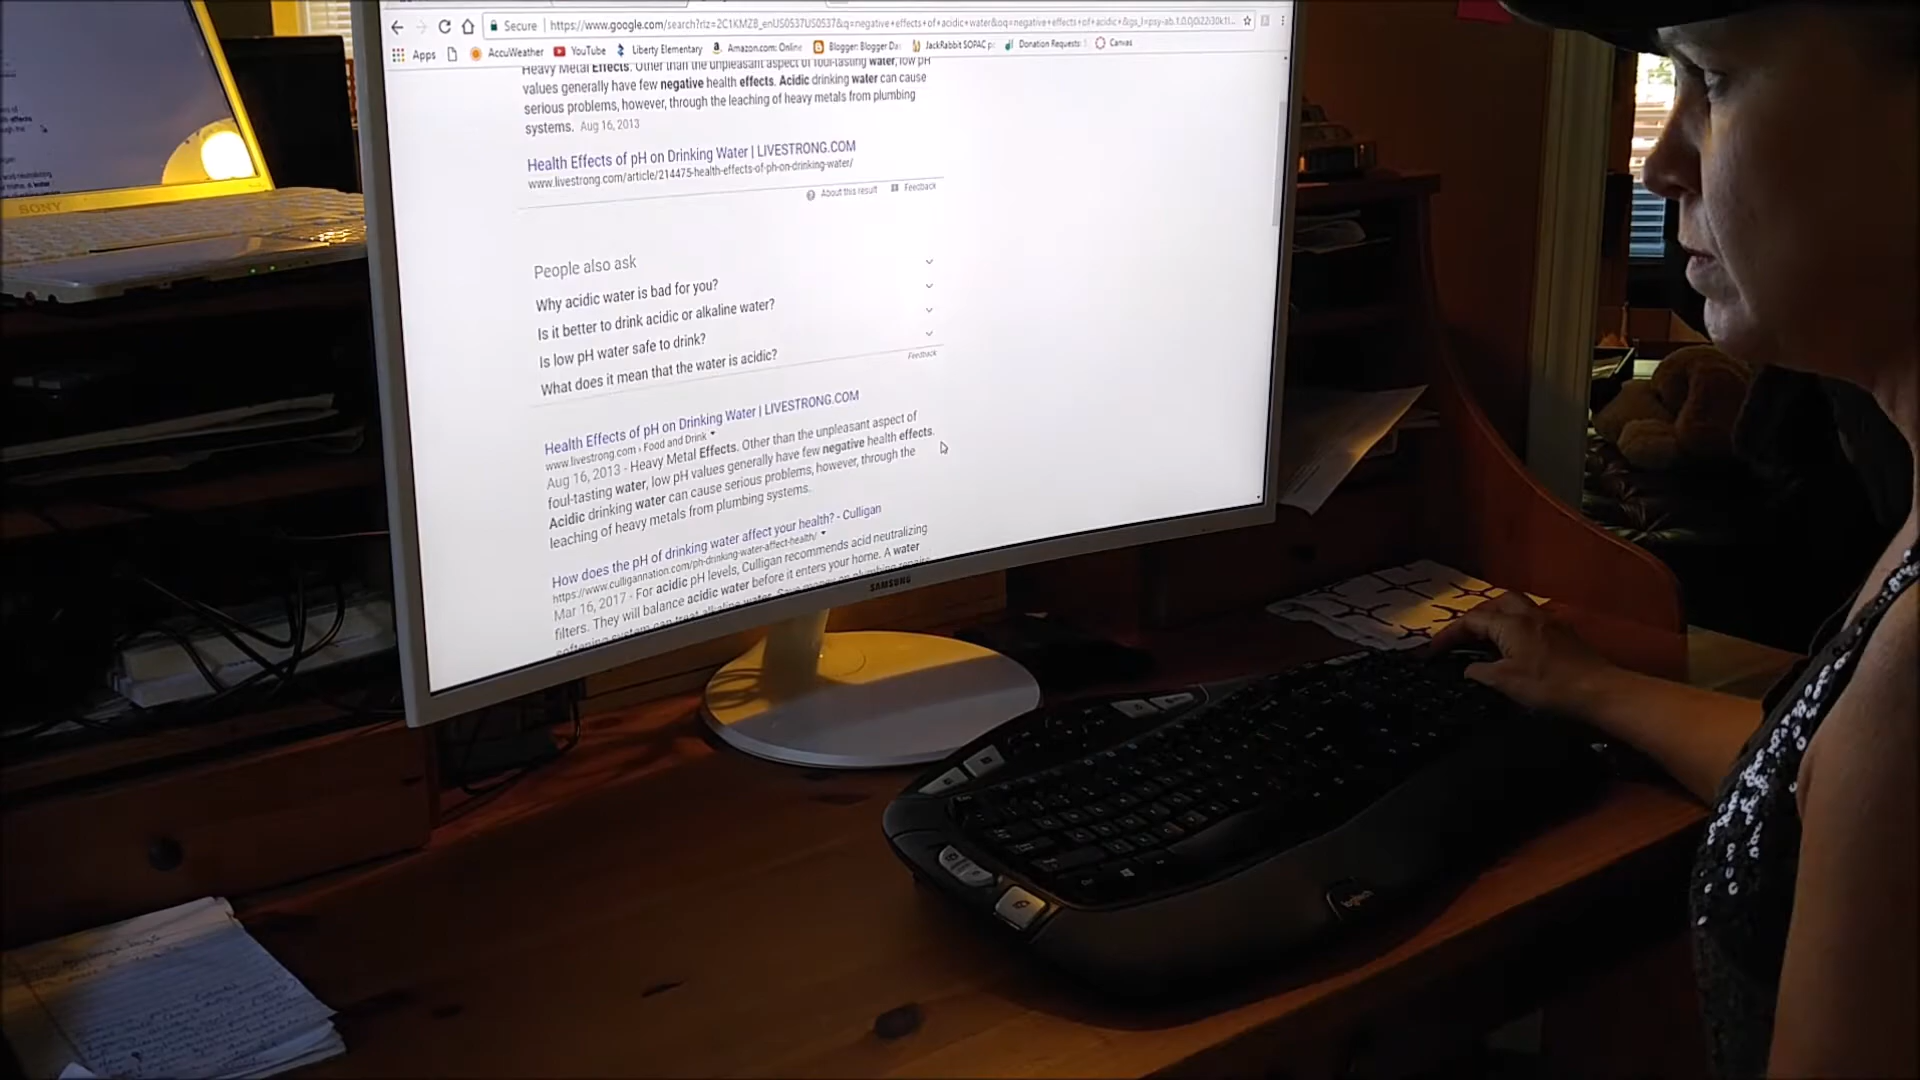 Secure https://www.google.com/search?rlz=2C1KMZB_enUS0537US0537&q=negative+effects+of+acidic+water&oq=negative+effects+of+acidic+
Apps AccuWeather YouTube Liberty Elementary Amazon.com: Online Blogger: Blogger Da JackRabbit SOPAC Donation Requests: Canvas
Heavy Metal Effects. Other than the unpleasant aspect of foul-tasting water, low pH
values generally have few negative health effects. Acidic drinking water can cause
serious problems, however, through the leaching of heavy metals from plumbing
systems. Aug 16, 2013
Health Effects of pH on Drinking Water | LIVESTRONG.COM
www.livestrong.com/article/214475-health-effects-of-ph-on-drinking-water/
About this result Feedback
People also ask
Why acidic water is bad for you?
Is it better to drink acidic or alkaline water?
Is low pH water safe to drink?
What does it mean that the water is acidic?
Feedback
Health Effects of pH on Drinking Water | LIVESTRONG.COM
www.livestrong.com › Food and Drink
Aug 16, 2013 - Heavy Metal Effects. Other than the unpleasant aspect of
foul-tasting water, low pH values generally have few negative health effects.
Acidic drinking water can cause serious problems, however, through the
leaching of heavy metals from plumbing systems.
How does the pH of drinking water affect your health? - Culligan
https://www.culligannation.com/ph-drinking-water-affect-health/
Mar 16, 2017 - For acidic pH levels, Culligan recommends acid neutralizing
filters. They will balance acidic water before it enters your home. A water
SAMSUNG
SONY